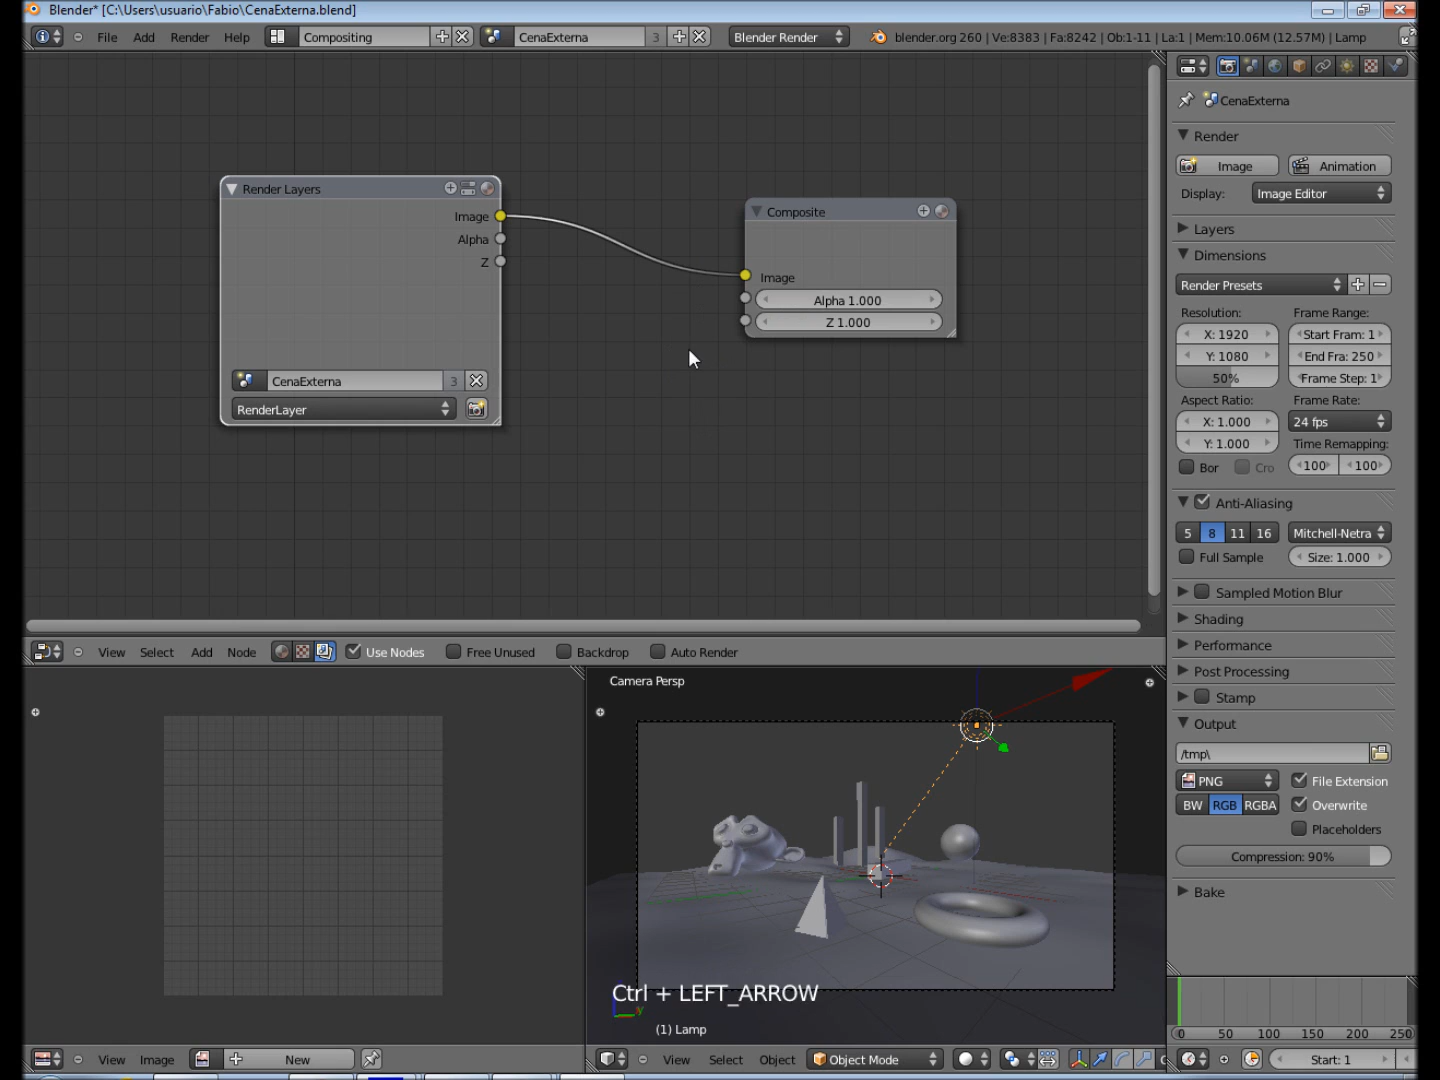 Blender* [C:\Users\usuario\Fabio\CenaExterna.blend]
File Add Render Help Compositing CenaExterna 3 Blender Render blender.org 260 | Ve:8383 | Fa:8242 | Ob:1-11 | La:1 | Mem:10.06M (12.57M) | Lamp
CenaExterna
Render
Image Animation
Display: Image Editor
Layers
Dimensions
Render Presets
Resolution: Frame Range:
X: 1920 Start Fram: 1
Y: 1080 End Fra: 250
50% Frame Step: 1
Aspect Ratio: Frame Rate:
X: 1.000 24 fps
Y: 1.000 Time Remapping:
Bor Cro 100 100
Anti-Aliasing
5 8 11 16 Mitchell-Netra
Full Sample Size: 1.000
Sampled Motion Blur
Shading
Performance
Post Processing
Stamp
Output
/tmp\
PNG File Extension
BW RGB RGBA Overwrite
Placeholders
Compression: 90%
Bake
Render Layers
Image
Alpha
Z
CenaExterna 3
RenderLayer
Composite
Image
Alpha 1.000
Z 1.000
View Select Add Node Use Nodes Free Unused Backdrop Auto Render
Camera Persp
Ctrl + LEFT_ARROW
(1) Lamp
0 50 100 150 200 250
View Image New
View Select Object Object Mode
Start: 1